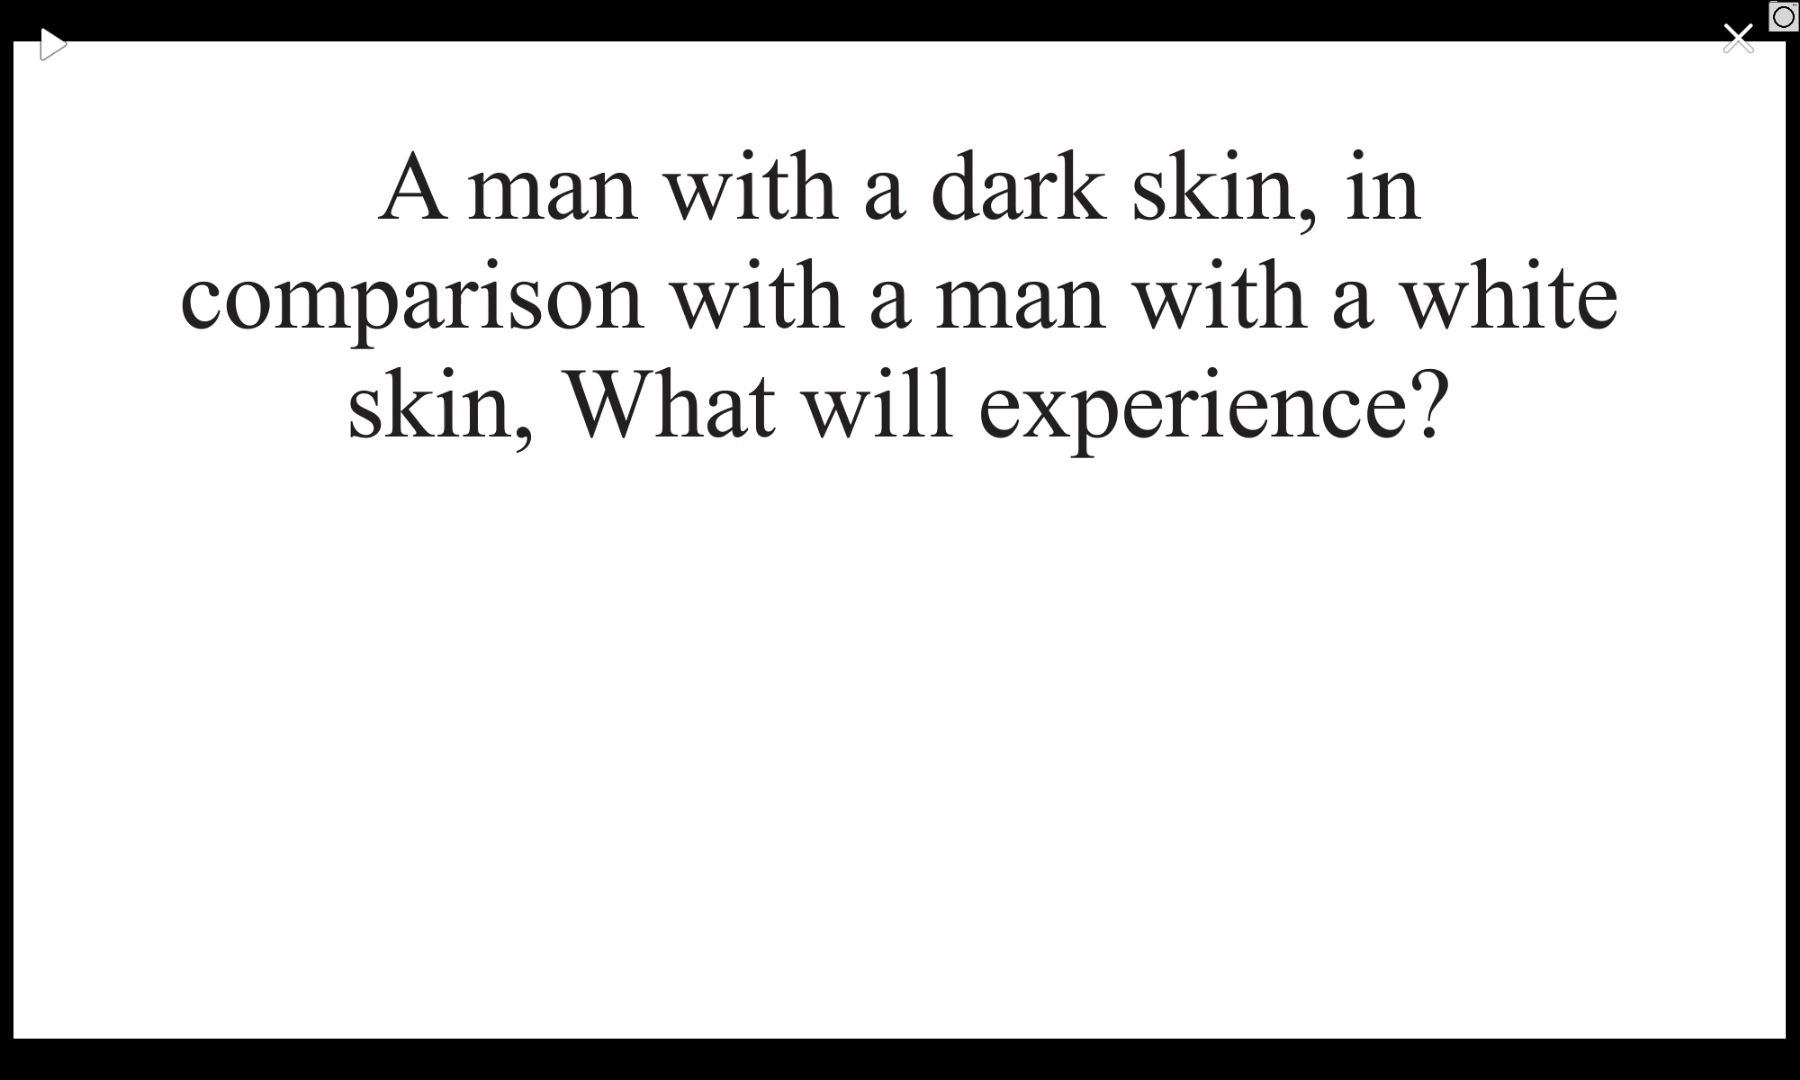 A man with a dark skin, in
comparison with a man with a white
skin, What will experience?